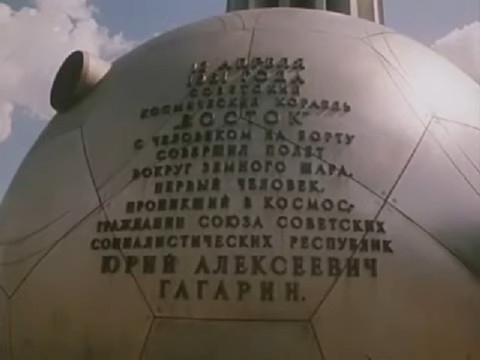 12 АПРЕЛЯ
1961 ГОДА
СОВЕТСКИЙ
КОСМИЧЕСКИЙ КОРАБЛЬ
„ВОСТОК"
С ЧЕЛОВЕКОМ НА БОРТУ
СОВЕРШИЛ ПОЛЕТ
ВОКРУГ ЗЕМНОГО ШАРА.
ПЕРВЫЙ ЧЕЛОВЕК,
ПРОНИКШИЙ В КОСМОС,-
ГРАЖДАНИН СОЮЗА СОВЕТСКИХ
СОЦИАЛИСТИЧЕСКИХ РЕСПУБЛИК
ЮРИЙ АЛЕКСЕЕВИЧ
ГАГАРИН.